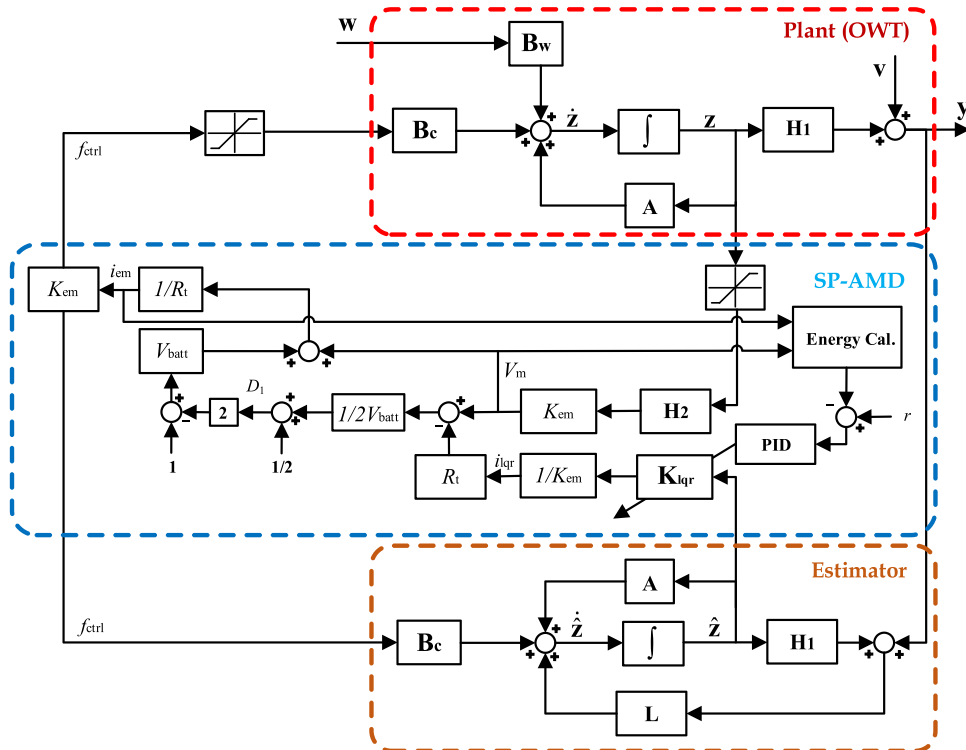 w
Bw
Plant (OWT)
v
y
fctrl
Bc
ż
∫
z
H1
A
SP-AMD
Kem
iem
1/Rt
Energy Cal.
Vbatt
Vm
D1
2
1/2Vbatt
Kem
H2
r
1
1/2
PID
Rt
ilqr
1/Kem
Klqr
Estimator
A
fctrl
Bc
ẑ̇
∫
ẑ
H1
L